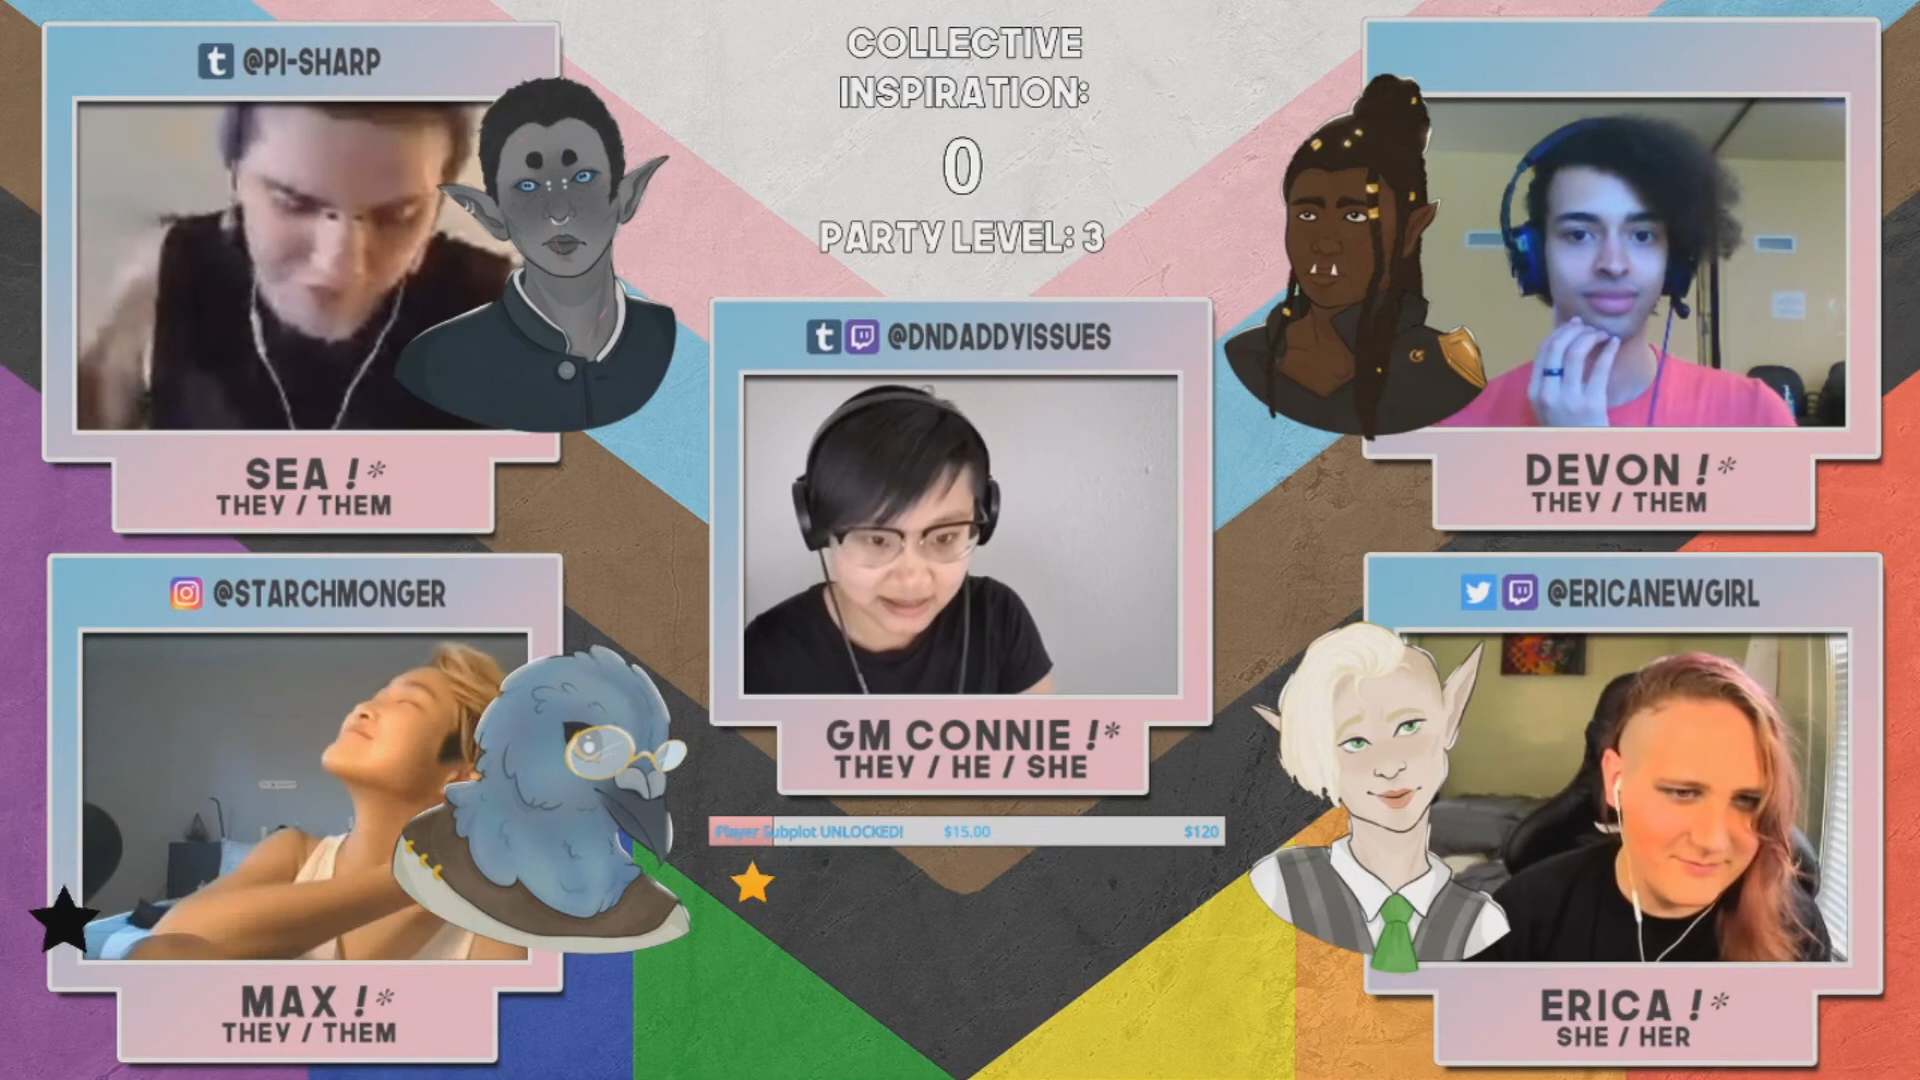 @PI-SHARP
SEA !*
THEY / THEM
COLLECTIVE
INSPIRATION:
0
PARTY LEVEL: 3
DEVON !*
THEY / THEM
@DNDADDYISSUES
GM CONNIE !*
THEY / HE / SHE
@STARCHMONGER
MAX !*
THEY / THEM
@ERICANEWGIRL
ERICA !*
SHE / HER
Player Subplot UNLOCKED! $15.00 $120